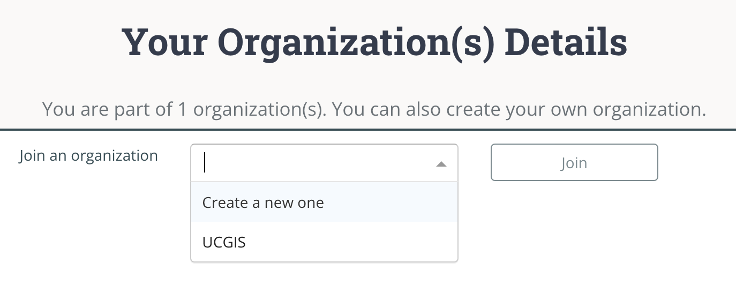 Your Organization(s) Details
You are part of 1 organization(s). You can also create your own organization.
Join an organization
Join
Create a new one
UCGIS